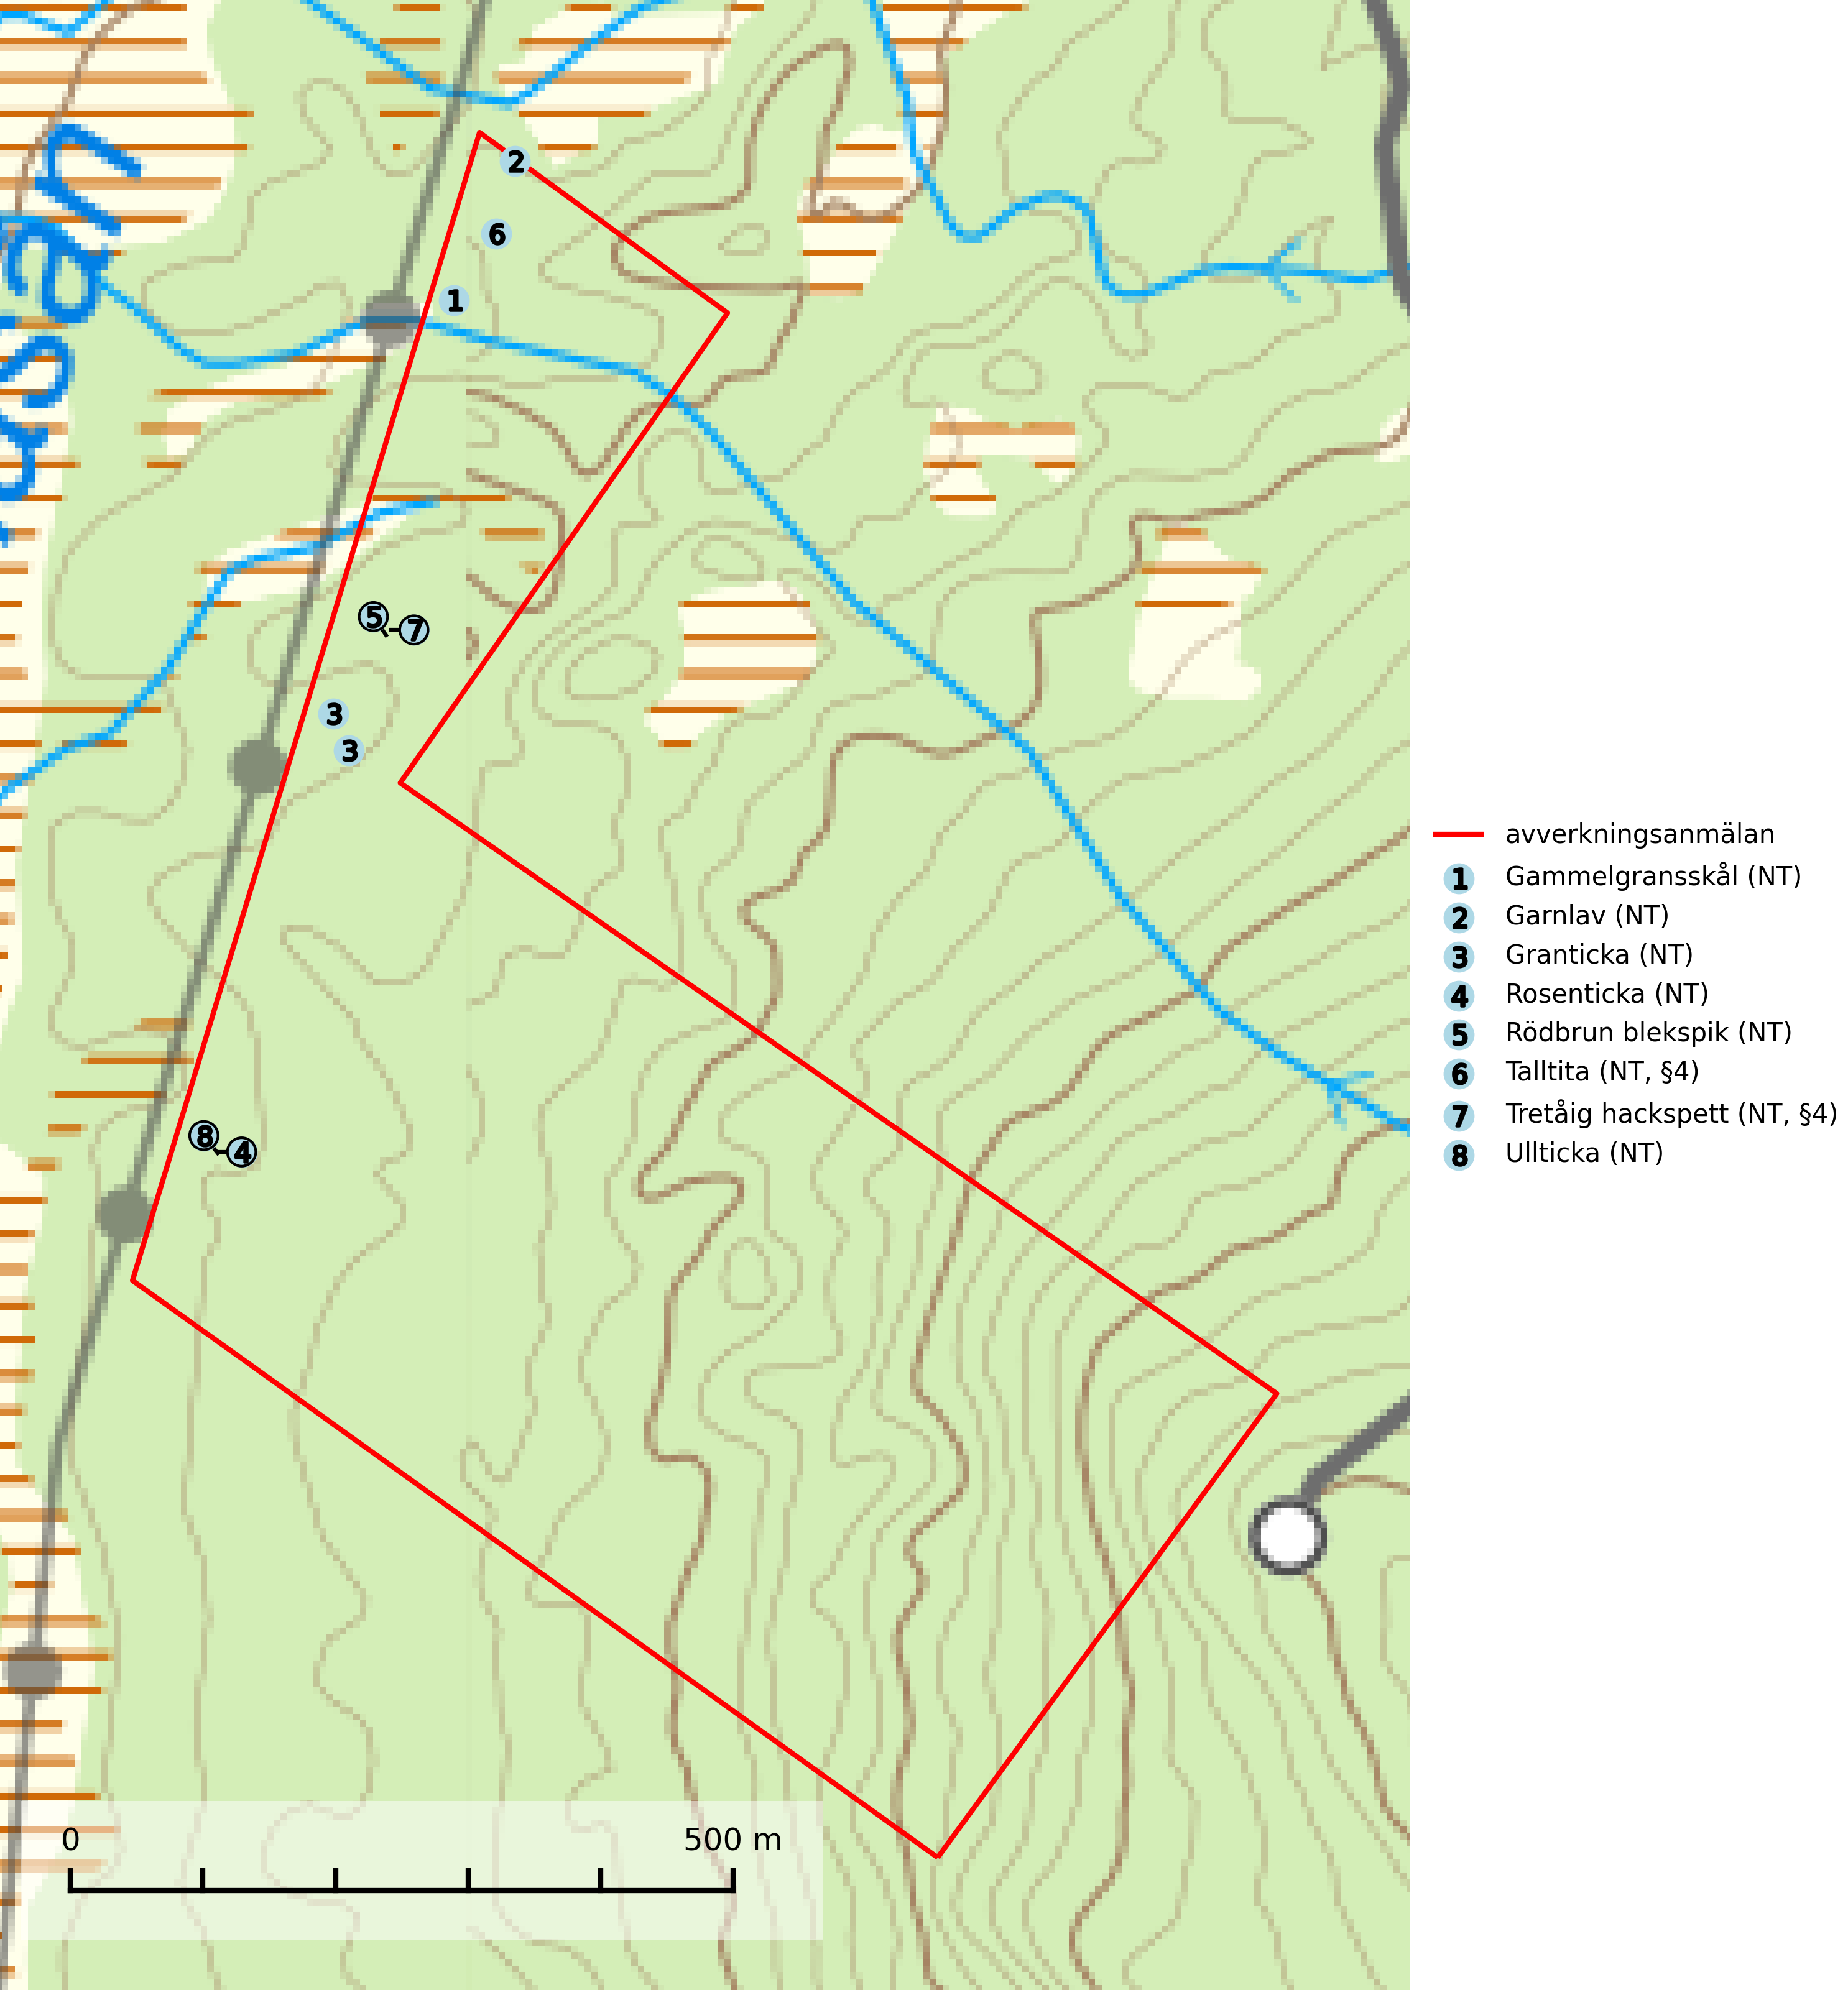 2
6
1
5
7
3
3
8
4
0
500 m
avverkningsanmälan
1 Gammelgransskål (NT)
2 Garnlav (NT)
3 Granticka (NT)
4 Rosenticka (NT)
5 Rödbrun blekspik (NT)
6 Talltita (NT, §4)
7 Tretåig hackspett (NT, §4)
8 Ullticka (NT)